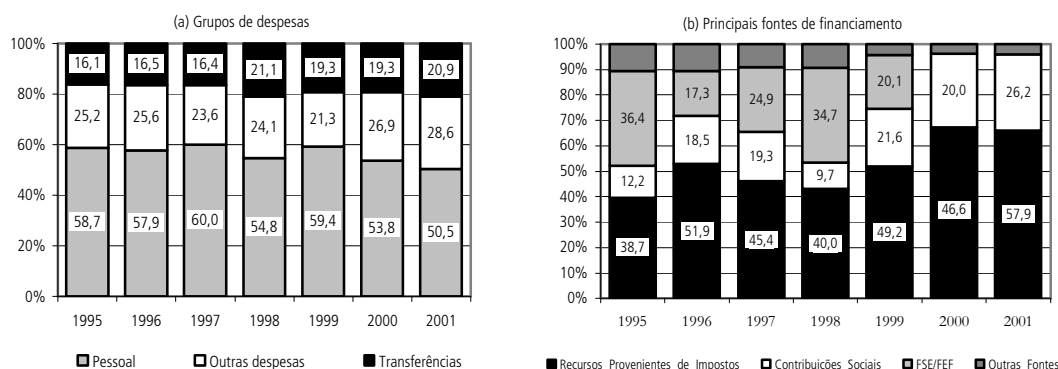 (a) Grupos de despesas
100%
80%
60%
40%
20%
0%
16,1 16,5 16,4 21,1 19,3 19,3 20,9
25,2 25,6 23,6 24,1 21,3 26,9 28,6
58,7 57,9 60,0 54,8 59,4 53,8 50,5
1995 1996 1997 1998 1999 2000 2001
Pessoal Outras despesas Transferências
(b) Principais fontes de financiamento
100%
90%
80%
70%
60%
50%
40%
30%
20%
10%
0%
36,4 17,3 24,9 34,7 20,1
12,2 18,5 19,3 9,7 21,6 20,0 26,2
38,7 51,9 45,4 40,0 49,2 46,6 57,9
1995 1996 1997 1998 1999 2000 2001
Recursos Provenientes de Impostos Contribuições Sociais FSE/FEF Outras Fontes